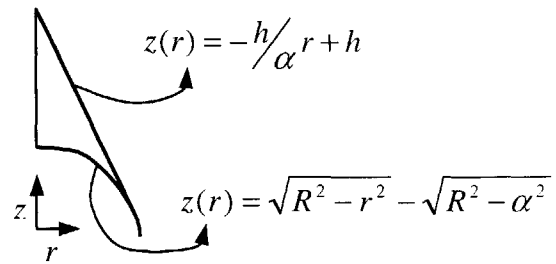 z(r) = -h/α r + h
z(r) = √(R² - r²) - √(R² - α²)
z
r